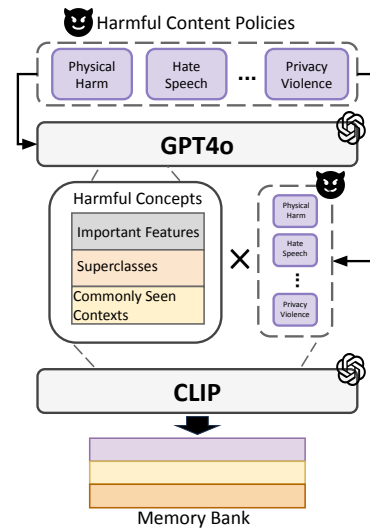 Harmful Content Policies
Physical
Harm
Hate
Speech
...
Privacy
Violence
GPT4o
Harmful Concepts
Important Features
Superclasses
Commonly Seen
Contexts
×
Physical
Harm
Hate
Speech
...
Privacy
Violence
CLIP
Memory Bank